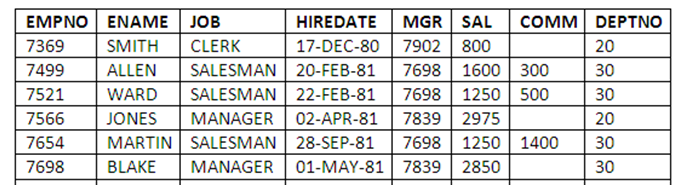 EMPNO ENAME JOB HIREDATE MGR SAL COMM DEPTNO
7369 SMITH CLERK 17-DEC-80 7902 800 20
7499 ALLEN SALESMAN 20-FEB-81 7698 1600 300 30
7521 WARD SALESMAN 22-FEB-81 7698 1250 500 30
7566 JONES MANAGER 02-APR-81 7839 2975 20
7654 MARTIN SALESMAN 28-SEP-81 7698 1250 1400 30
7698 BLAKE MANAGER 01-MAY-81 7839 2850 30